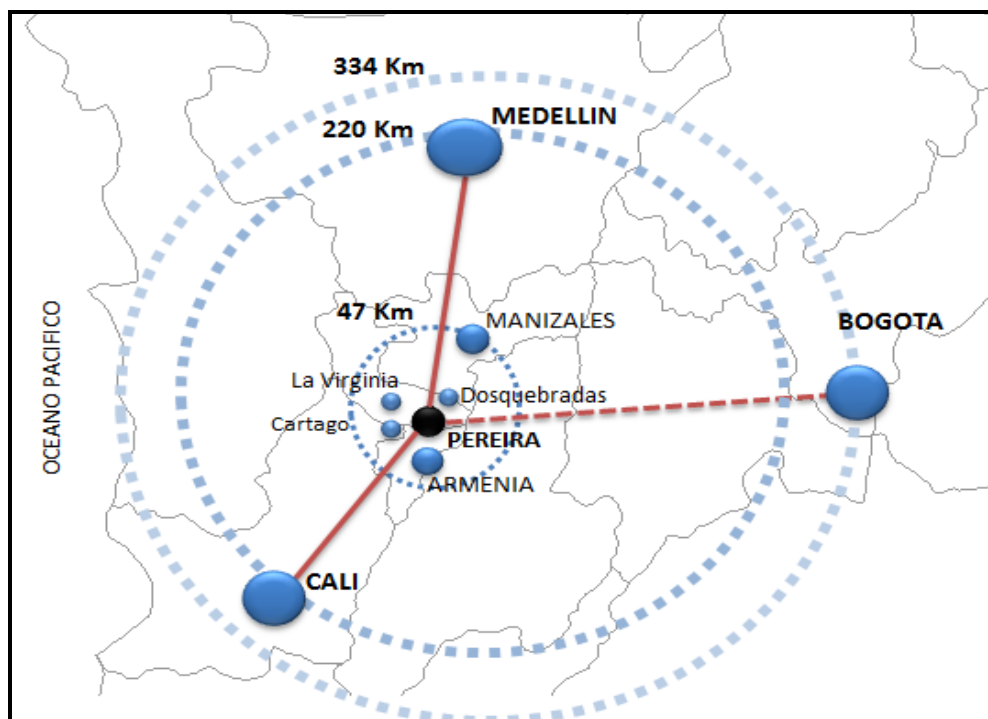 334 Km
MEDELLIN
220 Km
47 Km
MANIZALES
BOGOTA
OCEANO PACIFICO
La Virginia
Dosquebradas
Cartago
PEREIRA
ARMENIA
CALI